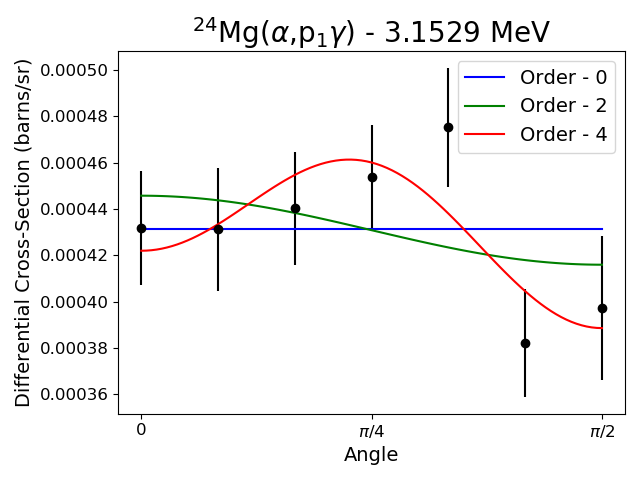 ²⁴Mg(α,p₁γ) - 3.1529 MeV
Order - 0
Order - 2
Order - 4
Differential Cross-Section (barns/sr)
0.00050
0.00048
0.00046
0.00044
0.00042
0.00040
0.00038
0.00036
0
π/4
π/2
Angle